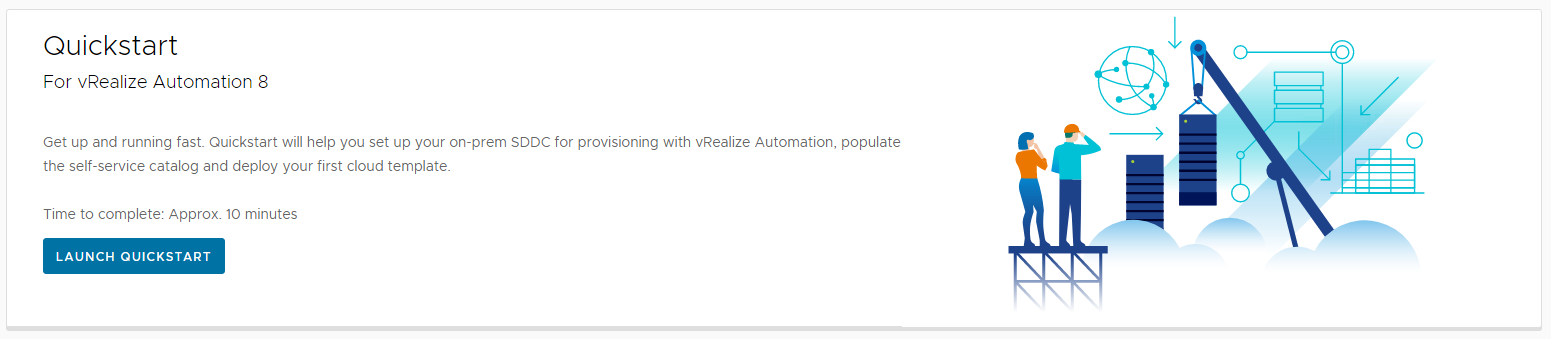 Quickstart
For vRealize Automation 8
Get up and running fast. Quickstart will help you set up your on-prem SDDC for provisioning with vRealize Automation, populate
the self-service catalog and deploy your first cloud template.
Time to complete: Approx. 10 minutes
LAUNCH QUICKSTART